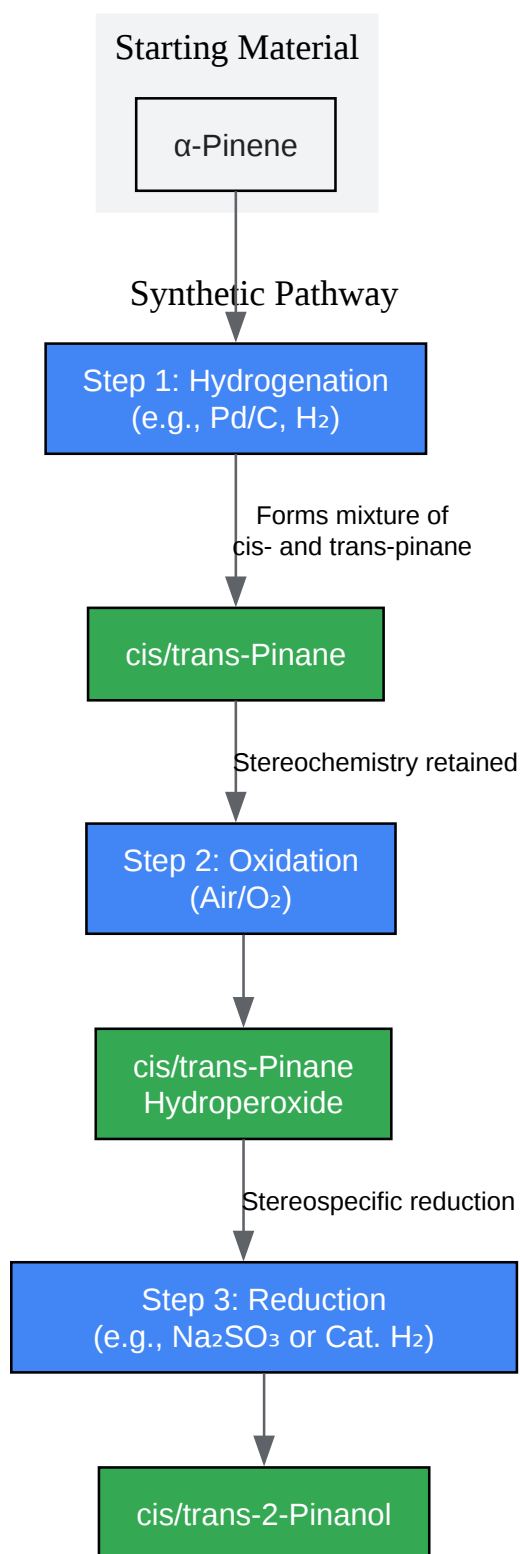 Starting Material
α-Pinene
Synthetic Pathway
Step 1: Hydrogenation
(e.g., Pd/C, H₂)
Forms mixture of
cis- and trans-pinane
cis/trans-Pinane
Stereochemistry retained
Step 2: Oxidation
(Air/O₂)
cis/trans-Pinane
Hydroperoxide
Stereospecific reduction
Step 3: Reduction
(e.g., Na₂SO₃ or Cat. H₂)
cis/trans-2-Pinanol